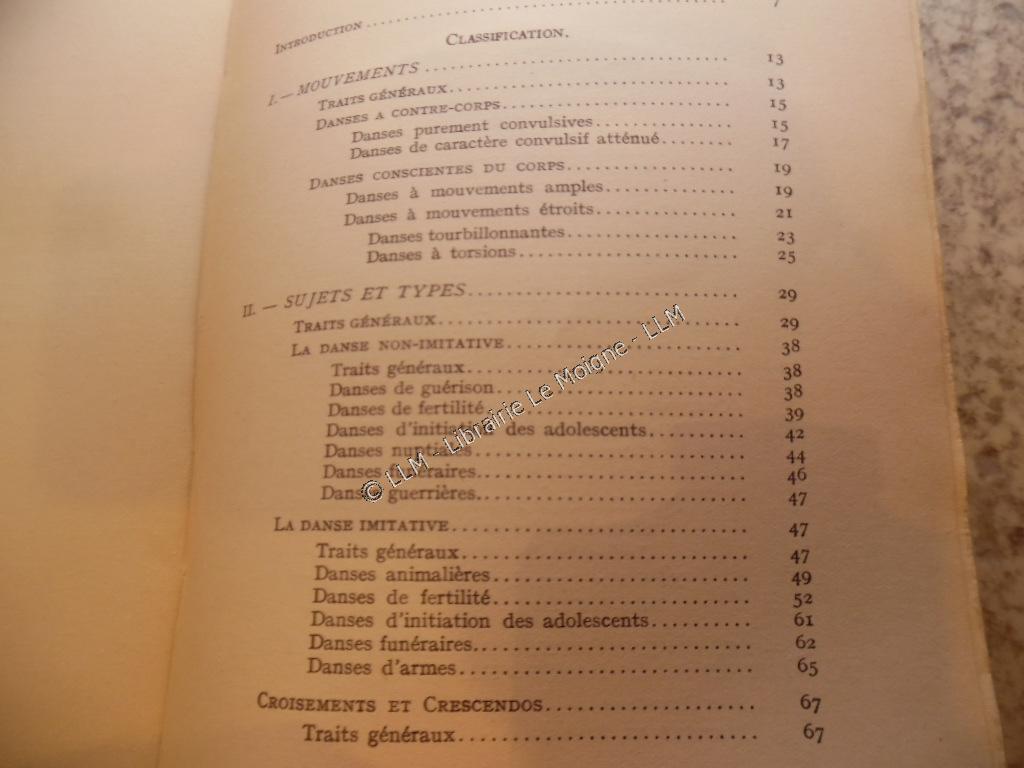 INTRODUCTION ........ 7
CLASSIFICATION.
I. — MOUVEMENTS ........ 13
TRAITS GÉNÉRAUX ........ 13
DANSES A CONTRE-CORPS ........ 15
Danses purement convulsives ........ 15
Danses de caractère convulsif atténué ........ 17
DANSES CONSCIENTES DU CORPS ........ 19
Danses à mouvements amples ........ 19
Danses à mouvements étroits ........ 21
Danses tourbillonnantes ........ 23
Danses à torsions ........ 25
II. — SUJETS ET TYPES ........ 29
TRAITS GÉNÉRAUX ........ 29
LA DANSE NON-IMITATIVE ........ 38
Traits généraux ........ 38
Danses de guérison ........ 38
Danses de fertilité ........ 39
Danses d'initiation des adolescents ........ 42
Danses nuptiales ........ 44
Danses funéraires ........ 46
Danses guerrières ........ 47
LA DANSE IMITATIVE ........ 47
Traits généraux ........ 47
Danses animalières ........ 49
Danses de fertilité ........ 52
Danses d'initiation des adolescents ........ 61
Danses funéraires ........ 62
Danses d'armes ........ 65
CROISEMENTS ET CRESCENDOS ........ 67
Traits généraux ........ 67
© LLM - Librairie Le Moigne - LLM